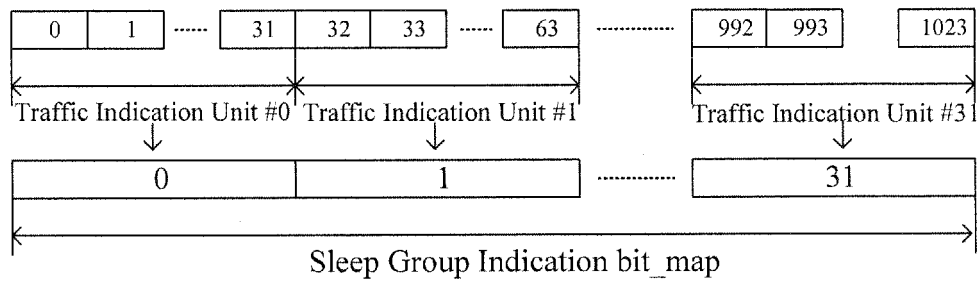 0 1 ...... 31 32 33 ...... 63 ............... 992 993 1023
Traffic Indication Unit #0 Traffic Indication Unit #1 Traffic Indication Unit #31
0 1 ............... 31
Sleep Group Indication bit_map